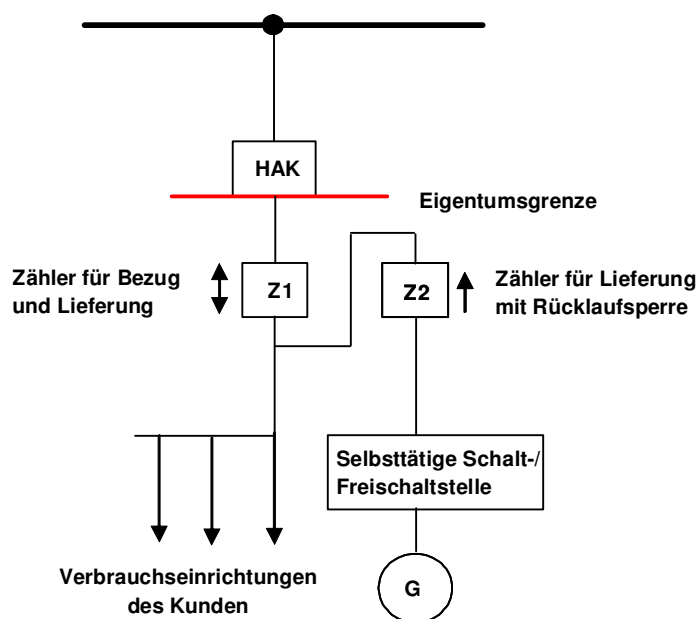 HAK
Eigentumsgrenze
Zähler für Bezug
und Lieferung
Z1
Z2
Zähler für Lieferung
mit Rücklaufsperre
Selbsttätige Schalt-/
Freischaltstelle
Verbrauchseinrichtungen
des Kunden
G